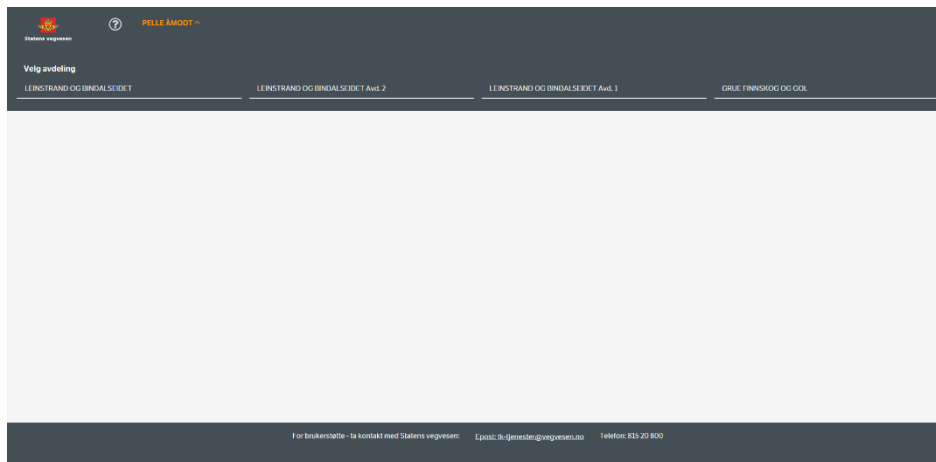 Statens vegvesen
? PELLE ÅMODT
Velg avdeling
LEINSTRAND OG BINDALSEIDET LEINSTRAND OG BINDALSEIDET Avd. 2 LEINSTRAND OG BINDALSEIDET Avd. 1 GRUE FINNSKOG OG GOL
For brukerstøtte - ta kontakt med Statens vegvesen: Epost: tk-tjenester@vegvesen.no Telefon: 815 20 800